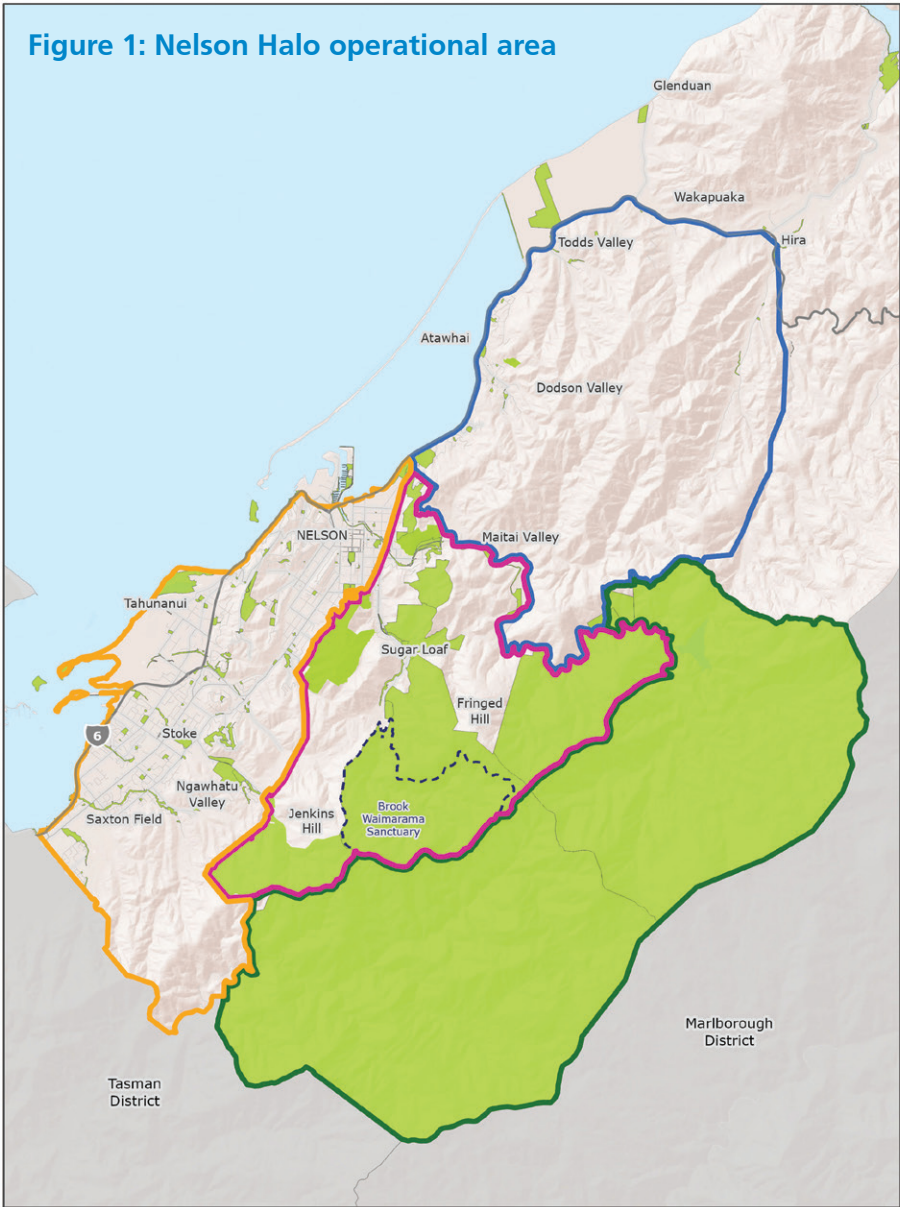 Figure 1: Nelson Halo operational area
Glenduan
Wakapuaka
Hira
Todds Valley
Atawhai
Dodson Valley
NELSON
Maitai Valley
Tahunanui
Sugar Loaf
Fringed
Hill
6
Stoke
Ngawhatu
Valley
Saxton Field
Jenkins
Hill
Brook
Waimarama
Sanctuary
Marlborough
District
Tasman
District